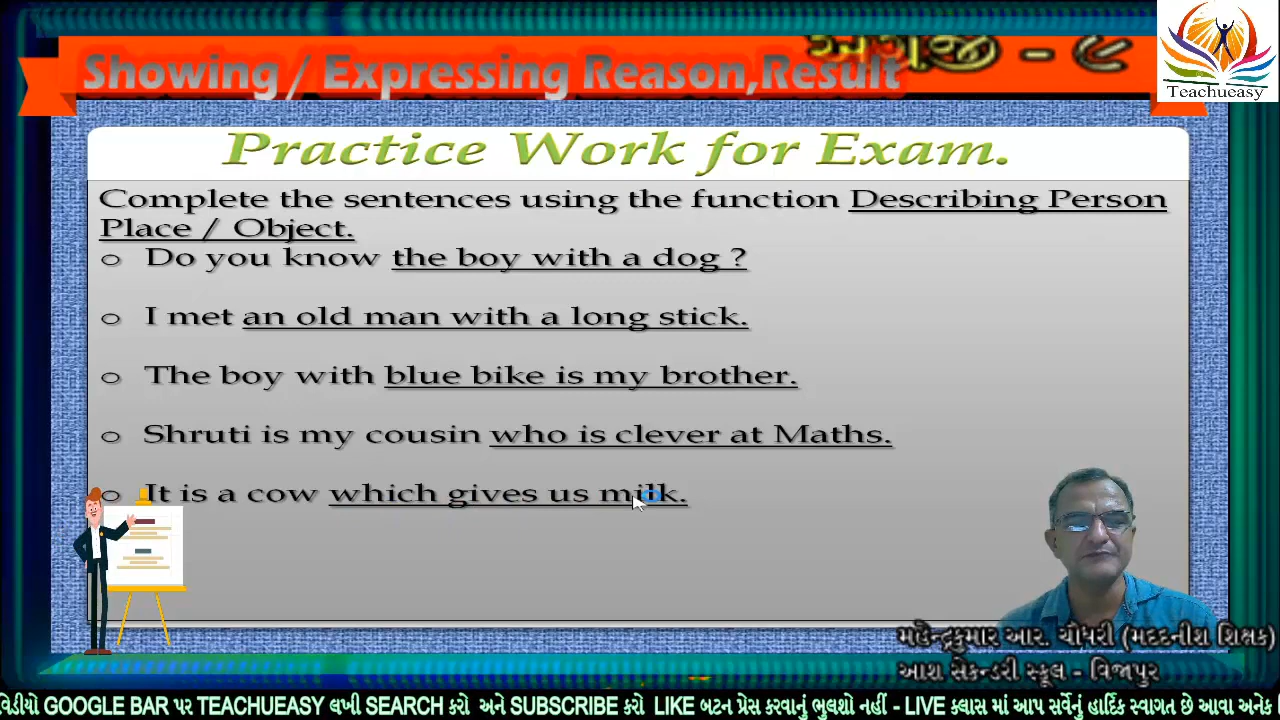 અંગ્રેજી - ૯
Showing / Expressing Reason,Result
Teachueasy
Practice Work for Exam.
Complete the sentences using the function Describing Person
Place / Object.
o Do you know the boy with a dog ?
o I met an old man with a long stick.
o The boy with blue bike is my brother.
o Shruti is my cousin who is clever at Maths.
o It is a cow which gives us milk.
મહેન્દ્રકુમાર આર. ચૌધરી (મદદનીશ શિક્ષક)
આશ સેકન્ડરી સ્કૂલ - વિજાપુર
વિડીયો GOOGLE BAR પર TEACHUEASY લખી SEARCH કરો અને SUBSCRIBE કરો LIKE બટન પ્રેસ કરવાનું ભુલશો નહીં - LIVE ક્લાસ માં આપ સર્વેનું હાર્દિક સ્વાગત છે આવા અનેક